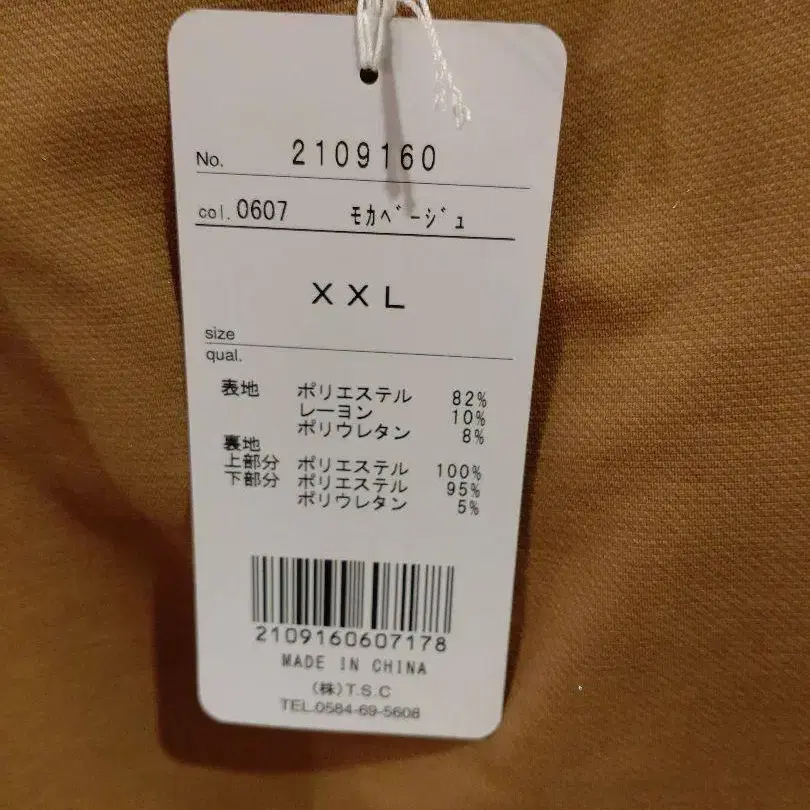 No. 2109160
col. 0607 ﾓｶﾍﾞｰｼﾞｭ
XXL
size
qual.
表地 ポリエステル 82%
レーヨン 10%
ポリウレタン 8%
裏地
上部分 ポリエステル 100%
下部分 ポリエステル 95%
ポリウレタン 5%
2109160607178
MADE IN CHINA
(株)T.S.C
TEL.0584-69-5608